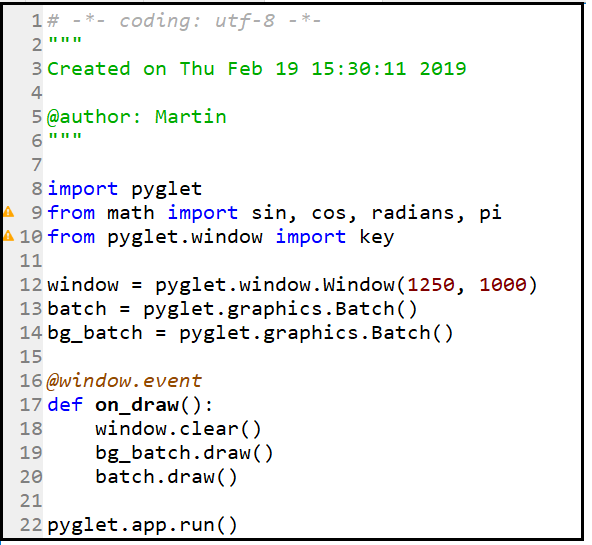 1 # -*- coding: utf-8 -*-
2 """
3 Created on Thu Feb 19 15:30:11 2019
4
5 @author: Martin
6 """
7
8 import pyglet
9 from math import sin, cos, radians, pi
10 from pyglet.window import key
11
12 window = pyglet.window.Window(1250, 1000)
13 batch = pyglet.graphics.Batch()
14 bg_batch = pyglet.graphics.Batch()
15
16 @window.event
17 def on_draw():
18     window.clear()
19     bg_batch.draw()
20     batch.draw()
21
22 pyglet.app.run()